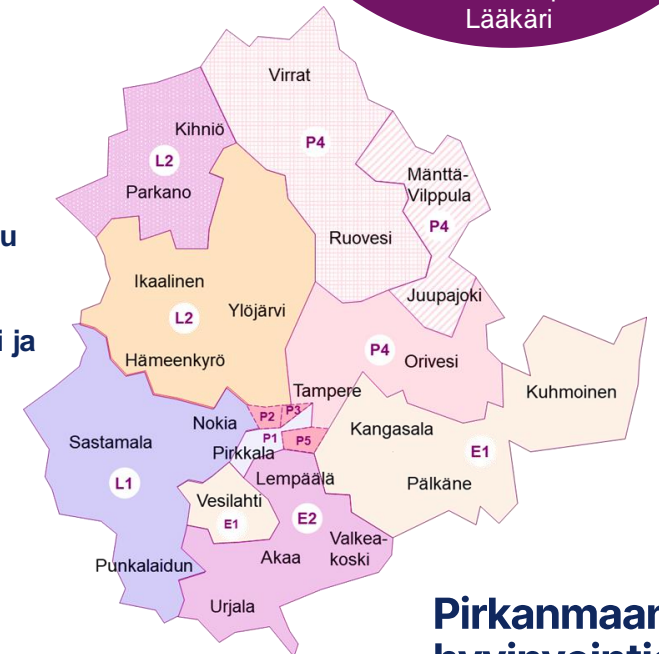 Lääkäri
Virrat
Kihniö
P4
L2
Mänttä-
Vilppula
Parkano
P4
Ruovesi
Ikaalinen
Juupajoki
Ylöjärvi
L2
i ja
P4
Hämeenkyrö
Orivesi
Tampere
Kuhmoinen
P2
P3
Nokia
Kangasala
Sastamala
P1
P5
Pirkkala
E1
L1
Lempäälä
Pälkäne
Vesilahti
E1
E2
Valkea-
koski
Akaa
Punkalaidun
Urjala